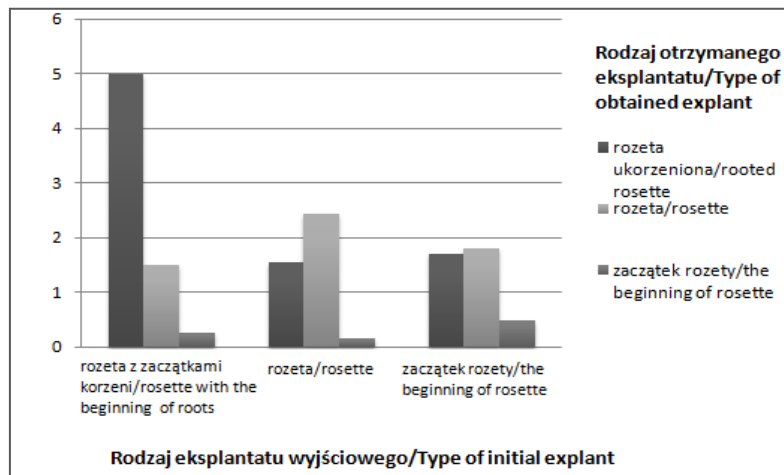 6
5
4
3
2
1
0
rozeta z zaczątkami
korzeni/rosette with the
beginning of roots
rozeta/rosette
zaczątek rozety/the
beginning of rosette
Rodzaj eksplantatu wyjściowego/Type of initial explant
Rodzaj otrzymanego
eksplantatu/Type of
obtained explant
rozeta
ukorzeniona/rooted
rosette
rozeta/rosette
zaczątek rozety/the
beginning of rosette